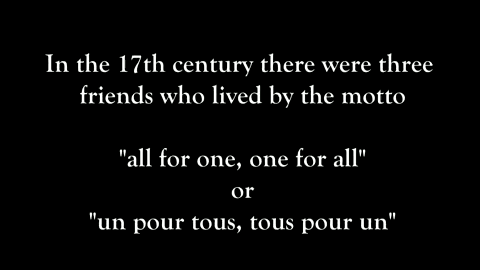 In the 17th century there were three
friends who lived by the motto
"all for one, one for all"
or
"un pour tous, tous pour un"